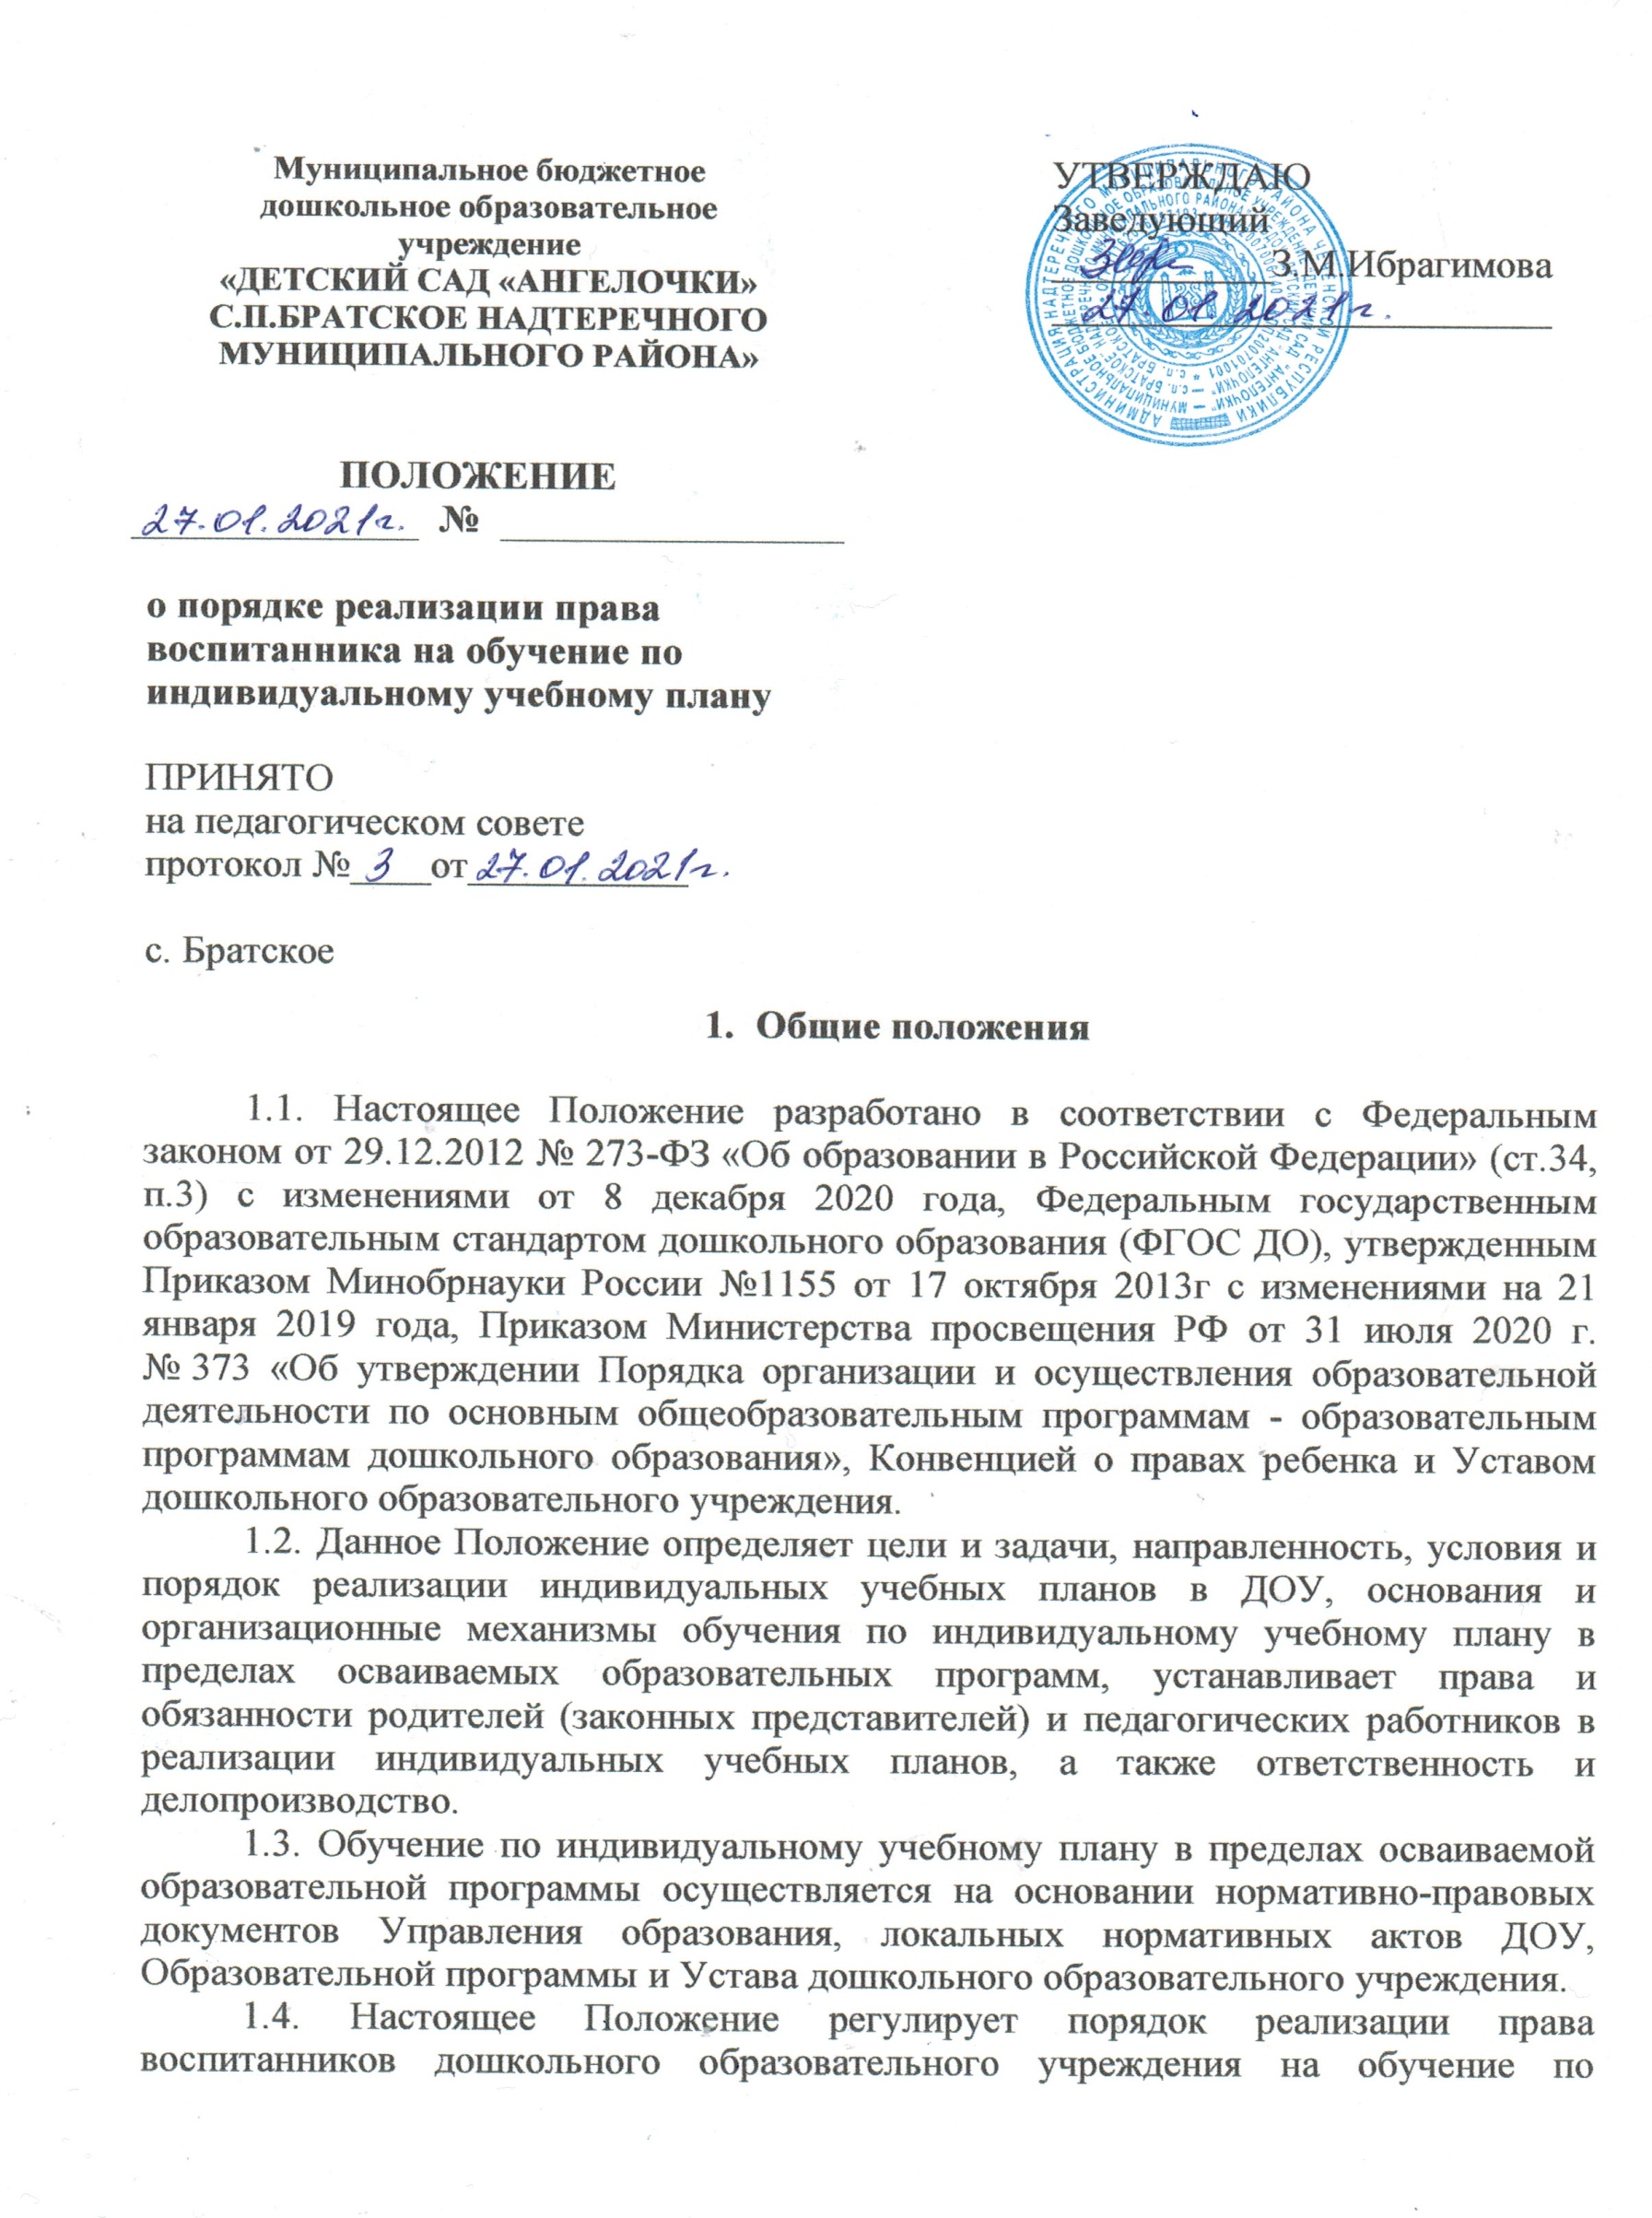 Муниципальное бюджетное
дошкольное образовательное
учреждение
«ДЕТСКИЙ САД «АНГЕЛОЧКИ»
С.П.БРАТСКОЕ НАДТЕРЕЧНОГО
МУНИЦИПАЛЬНОГО РАЙОНА»
УТВЕРЖДАЮ
Заведующий
З.М.Ибрагимова
27.01 2021г.
ПОЛОЖЕНИЕ
27.01.2021г. №
о порядке реализации права
воспитанника на обучение по
индивидуальному учебному плану
ПРИНЯТО
на педагогическом совете
протокол № 3 от 27.01.2021г.
с. Братское
1. Общие положения
1.1. Настоящее Положение разработано в соответствии с Федеральным
законом от 29.12.2012 № 273-ФЗ «Об образовании в Российской Федерации» (ст.34,
п.3) с изменениями от 8 декабря 2020 года, Федеральным государственным
образовательным стандартом дошкольного образования (ФГОС ДО), утвержденным
Приказом Минобрнауки России №1155 от 17 октября 2013г с изменениями на 21
января 2019 года, Приказом Министерства просвещения РФ от 31 июля 2020 г.
№ 373 «Об утверждении Порядка организации и осуществления образовательной
деятельности по основным общеобразовательным программам - образовательным
программам дошкольного образования», Конвенцией о правах ребенка и Уставом
дошкольного образовательного учреждения.
1.2. Данное Положение определяет цели и задачи, направленность, условия и
порядок реализации индивидуальных учебных планов в ДОУ, основания и
организационные механизмы обучения по индивидуальному учебному плану в
пределах осваиваемых образовательных программ, устанавливает права и
обязанности родителей (законных представителей) и педагогических работников в
реализации индивидуальных учебных планов, а также ответственность и
делопроизводство.
1.3. Обучение по индивидуальному учебному плану в пределах осваиваемой
образовательной программы осуществляется на основании нормативно-правовых
документов Управления образования, локальных нормативных актов ДОУ,
Образовательной программы и Устава дошкольного образовательного учреждения.
1.4. Настоящее Положение регулирует порядок реализации права
воспитанников дошкольного образовательного учреждения на обучение по